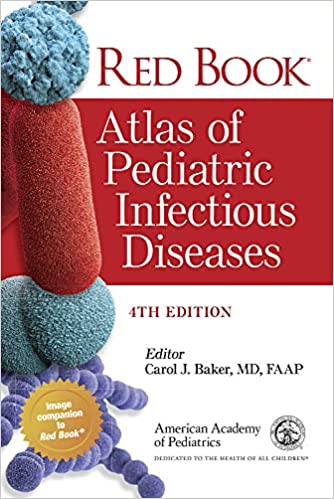 RED BOOK®
Atlas of
Pediatric
Infectious
Diseases
4TH EDITION
Editor
Carol J. Baker, MD, FAAP
Image
companion to
Red Book®
American Academy
of Pediatrics
DEDICATED TO THE HEALTH OF ALL CHILDREN®